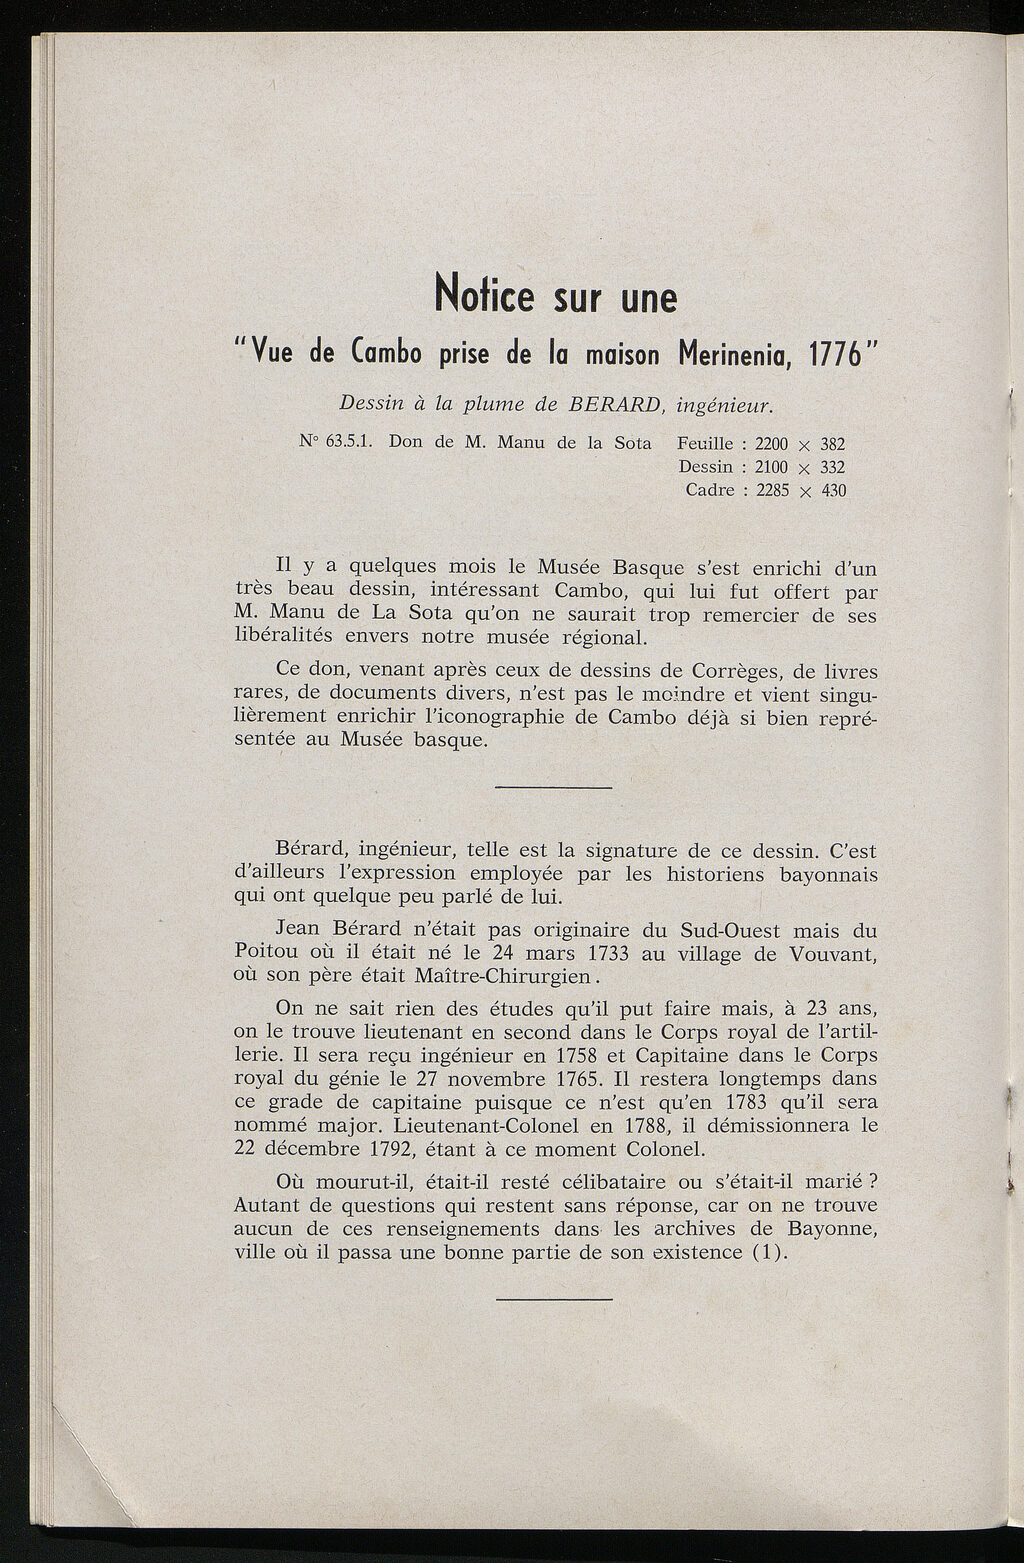 Notice sur une
"Vue de Cambo prise de la maison Merinenia, 1776"
Dessin à la plume de BERARD, ingénieur.
N° 63.5.1. Don de M. Manu de la Sota Feuille : 2200 × 382
Dessin : 2100 × 332
Cadre : 2285 × 430
Il y a quelques mois le Musée Basque s'est enrichi d'un
très beau dessin, intéressant Cambo, qui lui fut offert par
M. Manu de La Sota qu'on ne saurait trop remercier de ses
libéralités envers notre musée régional.
Ce don, venant après ceux de dessins de Corrèges, de livres
rares, de documents divers, n'est pas le moindre et vient singu-
lièrement enrichir l'iconographie de Cambo déjà si bien repré-
sentée au Musée basque.
Bérard, ingénieur, telle est la signature de ce dessin. C'est
d'ailleurs l'expression employée par les historiens bayonnais
qui ont quelque peu parlé de lui.
Jean Bérard n'était pas originaire du Sud-Ouest mais du
Poitou où il était né le 24 mars 1733 au village de Vouvant,
où son père était Maître-Chirurgien.
On ne sait rien des études qu'il put faire mais, à 23 ans,
on le trouve lieutenant en second dans le Corps royal de l'artil-
lerie. Il sera reçu ingénieur en 1758 et Capitaine dans le Corps
royal du génie le 27 novembre 1765. Il restera longtemps dans
ce grade de capitaine puisque ce n'est qu'en 1783 qu'il sera
nommé major. Lieutenant-Colonel en 1788, il démissionnera le
22 décembre 1792, étant à ce moment Colonel.
Où mourut-il, était-il resté célibataire ou s'était-il marié ?
Autant de questions qui restent sans réponse, car on ne trouve
aucun de ces renseignements dans les archives de Bayonne,
ville où il passa une bonne partie de son existence (1).